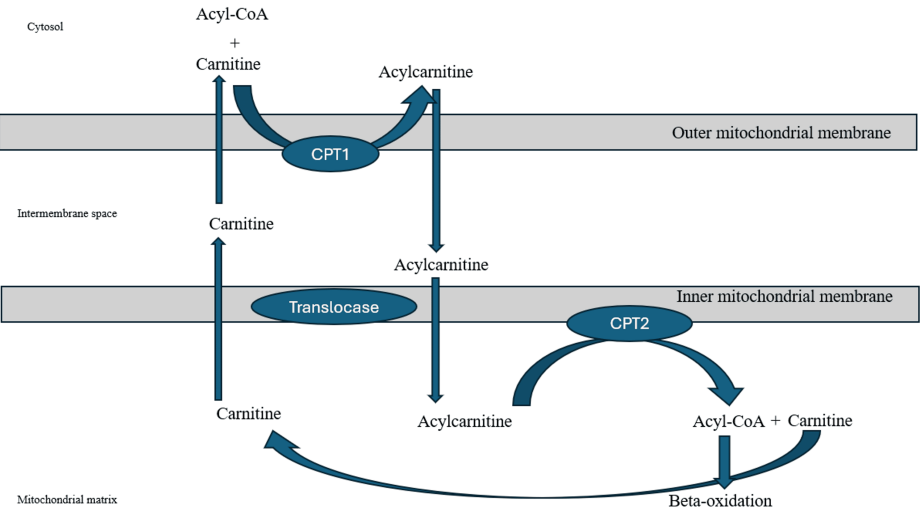 Acyl-CoA
Cytosol
+
Carnitine
Acylcarnitine
Outer mitochondrial membrane
CPT1
Intermembrane space
Carnitine
Acylcarnitine
Inner mitochondrial membrane
Translocase
CPT2
Carnitine
Acylcarnitine
Acyl-CoA + Carnitine
Mitochondrial matrix
Beta-oxidation